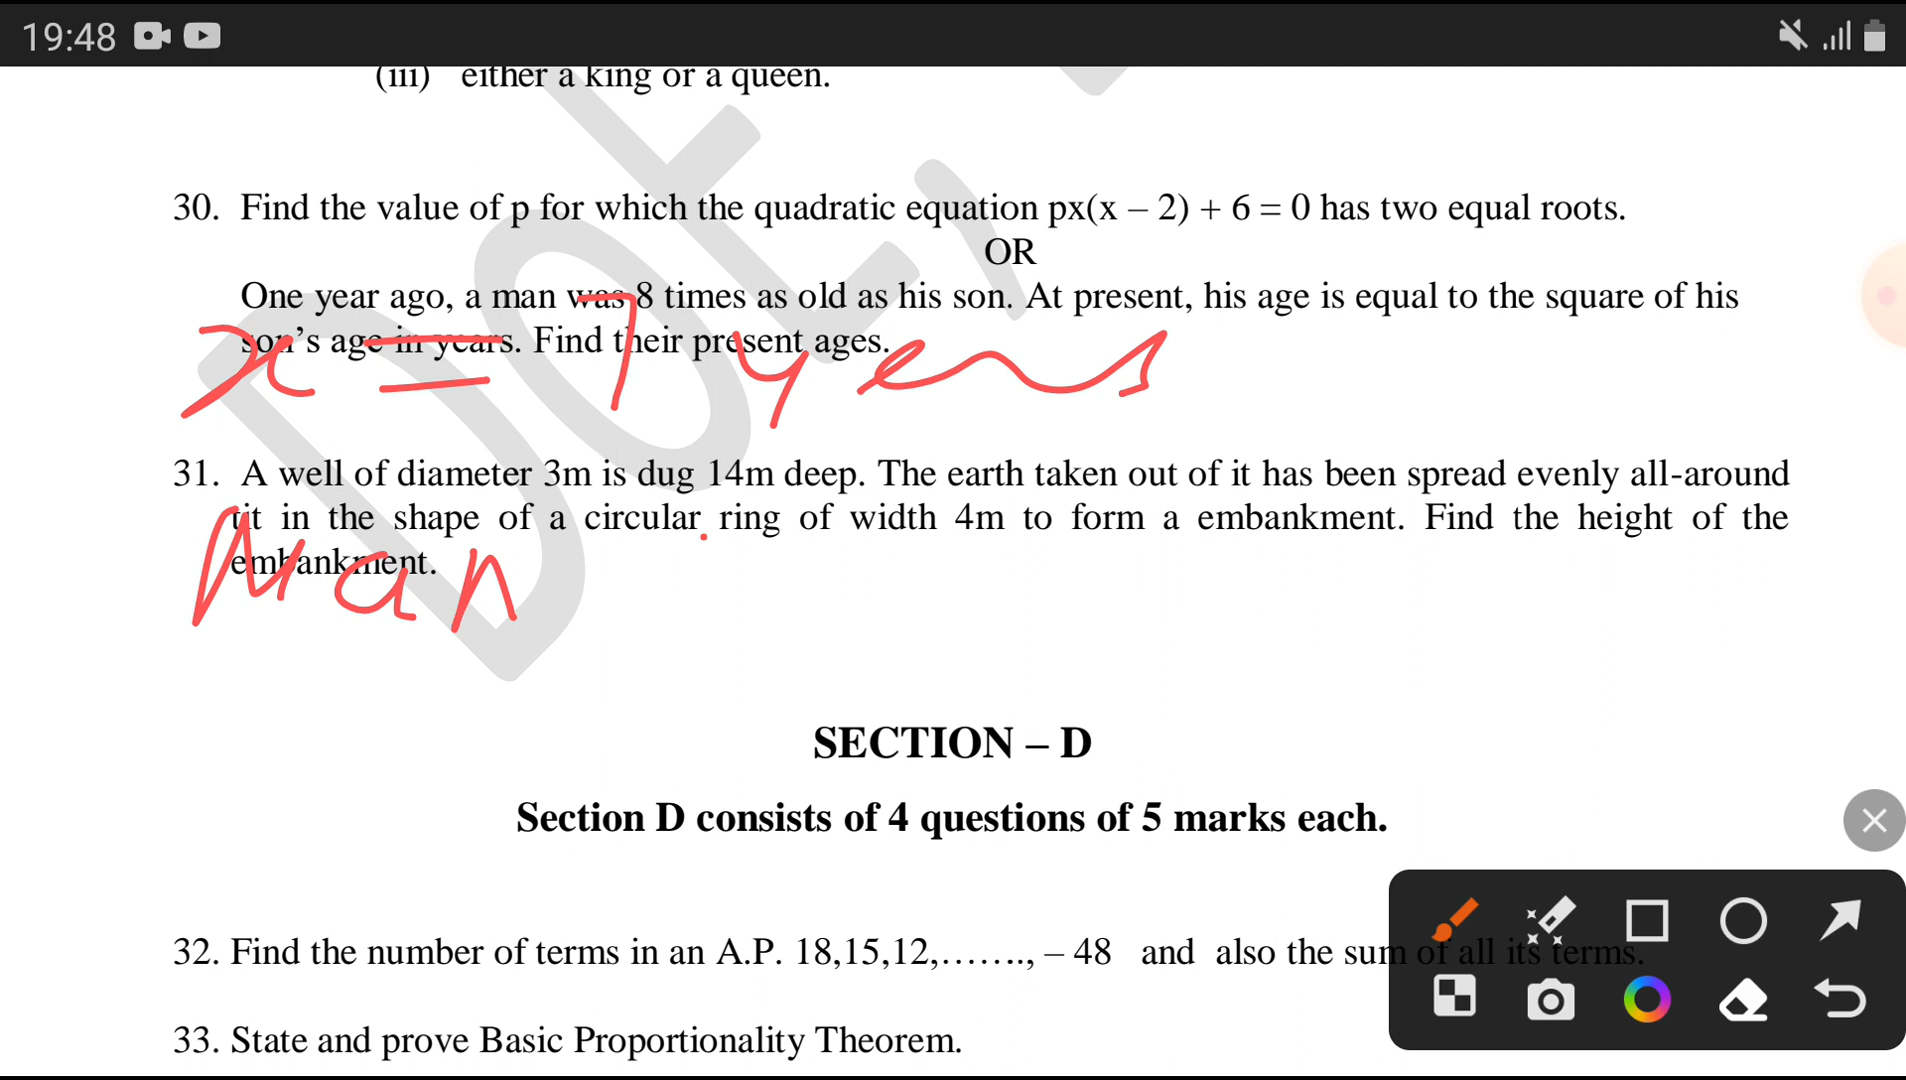 19:48
(iii) either a king or a queen.
30. Find the value of p for which the quadratic equation px(x – 2) + 6 = 0 has two equal roots.
OR
One year ago, a man was 8 times as old as his son. At present, his age is equal to the square of his
son’s age in years. Find their present ages.
x = 7 years
31. A well of diameter 3m is dug 14m deep. The earth taken out of it has been spread evenly all-around
tit in the shape of a circular ring of width 4m to form a embankment. Find the height of the
embankment.
Man
SECTION – D
Section D consists of 4 questions of 5 marks each.
32. Find the number of terms in an A.P. 18,15,12,……., – 48 and also the sum of all its terms.
33. State and prove Basic Proportionality Theorem.